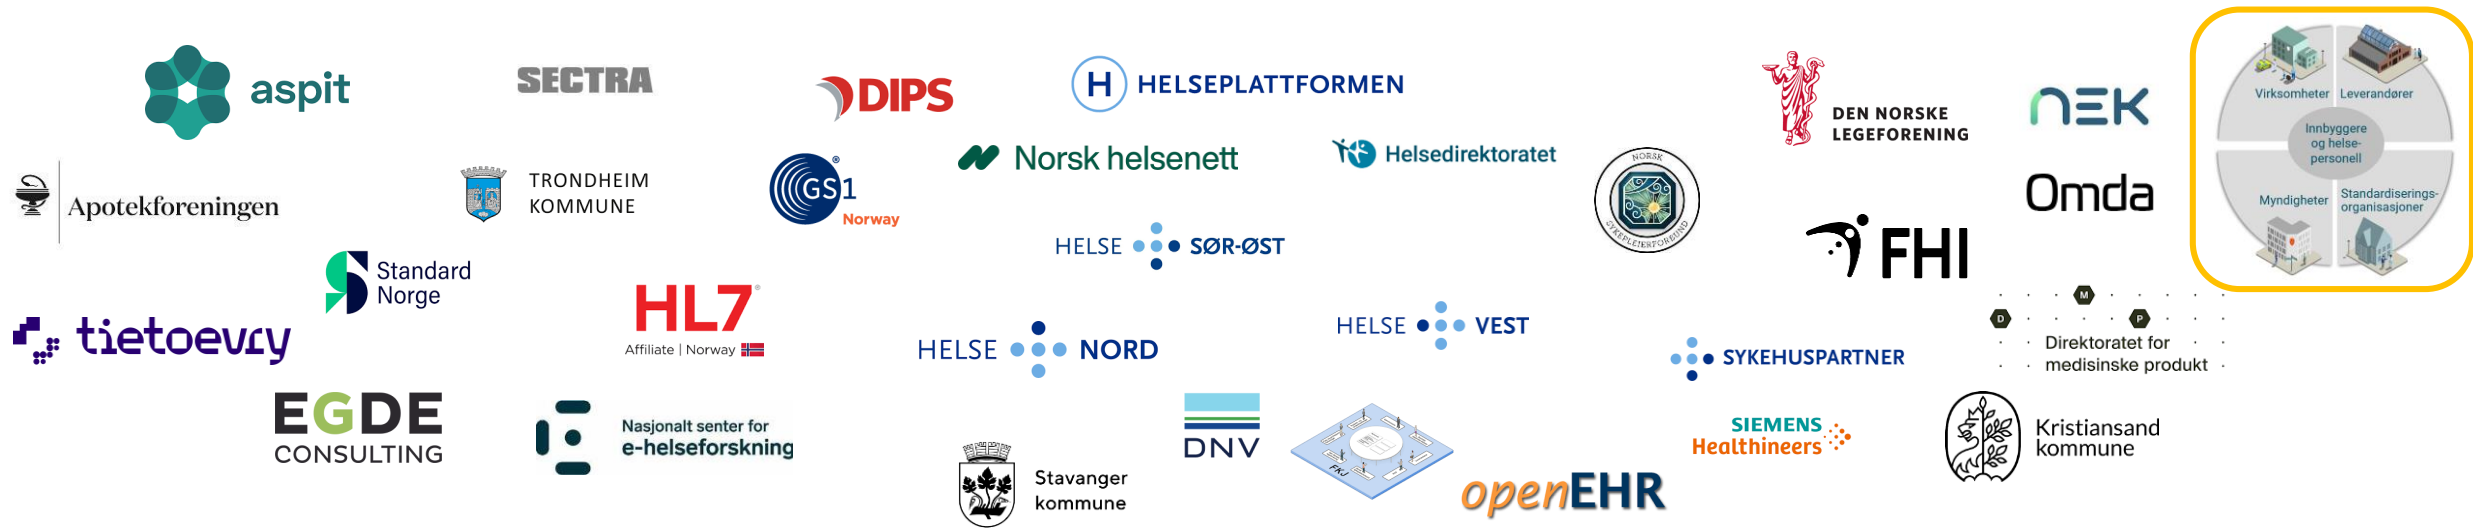 aspit
SECTRA
DIPS
H HELSEPLATTFORMEN
DEN NORSKE
LEGEFORENING
NEK
Virksomheter
Leverandører
Innbyggere
og helse-
personell
Myndigheter
Standardiserings-
organisasjoner
Apotekforeningen
TRONDHEIM
KOMMUNE
GS1
®
Norway
Norsk helsenett
Helsedirektoratet
NORSK
SYKEPLEIERFORBUND
Omda
HELSE SØR-ØST
FHI
Standard
Norge
tietoevry
HL7®
Affiliate | Norway
HELSE NORD
HELSE VEST
SYKEHUSPARTNER
D M P
Direktoratet for
medisinske produkt
EGDE
CONSULTING
Nasjonalt senter for
e-helseforskning
Stavanger
kommune
DNV
FKJ
openEHR
SIEMENS
Healthineers
Kristiansand
kommune